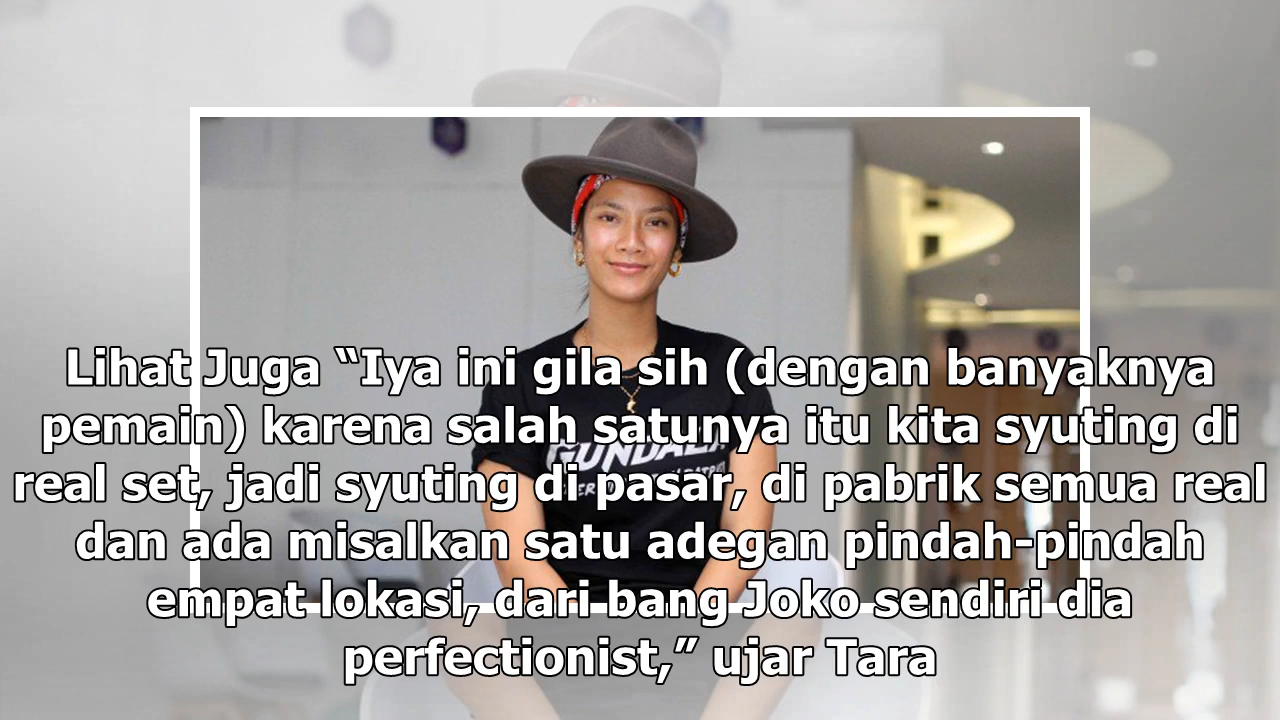 Lihat Juga “Iya ini gila sih (dengan banyaknya
pemain) karena salah satunya itu kita syuting di
real set, jadi syuting di pasar, di pabrik semua real
dan ada misalkan satu adegan pindah-pindah
empat lokasi, dari bang Joko sendiri dia
perfectionist,” ujar Tara
GUNDALA